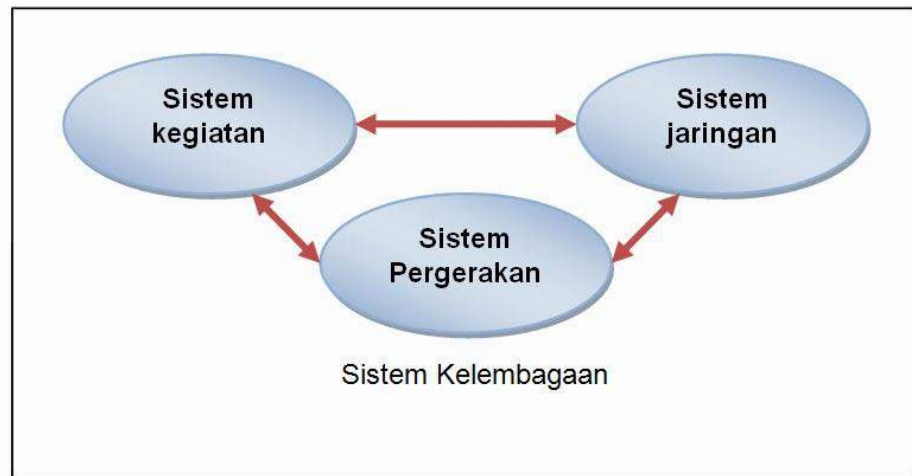 Sistem
kegiatan
Sistem
jaringan
Sistem
Pergerakan
Sistem Kelembagaan